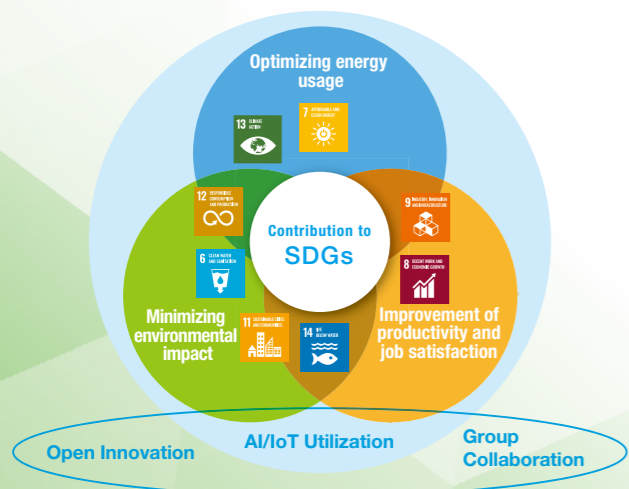 Optimizing energy
usage
13 CLIMATE
ACTION
7 AFFORDABLE AND
CLEAN ENERGY
12 RESPONSIBLE
CONSUMPTION
AND PRODUCTION
9 INDUSTRY, INNOVATION
AND INFRASTRUCTURE
Contribution to
SDGs
6 CLEAN WATER
AND SANITATION
8 DECENT WORK AND
ECONOMIC GROWTH
Minimizing
environmental
impact
11 SUSTAINABLE CITIES
AND COMMUNITIES
14 LIFE
BELOW WATER
Improvement of
productivity and
job satisfaction
Open Innovation
AI/IoT Utilization
Group
Collaboration